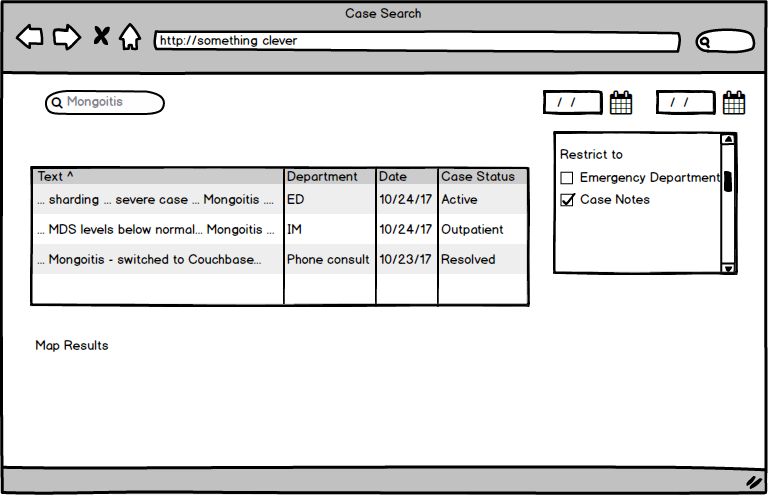 Case Search
http://something clever
Mongoitis
/ /
/ /
Restrict to
Emergency Department
Case Notes
Text ^ Department Date Case Status
... sharding ... severe case ... Mongoitis .... ED 10/24/17 Active
... MDS levels below normal... Mongoitis ... IM 10/24/17 Outpatient
... Mongoitis - switched to Couchbase... Phone consult 10/23/17 Resolved
Map Results